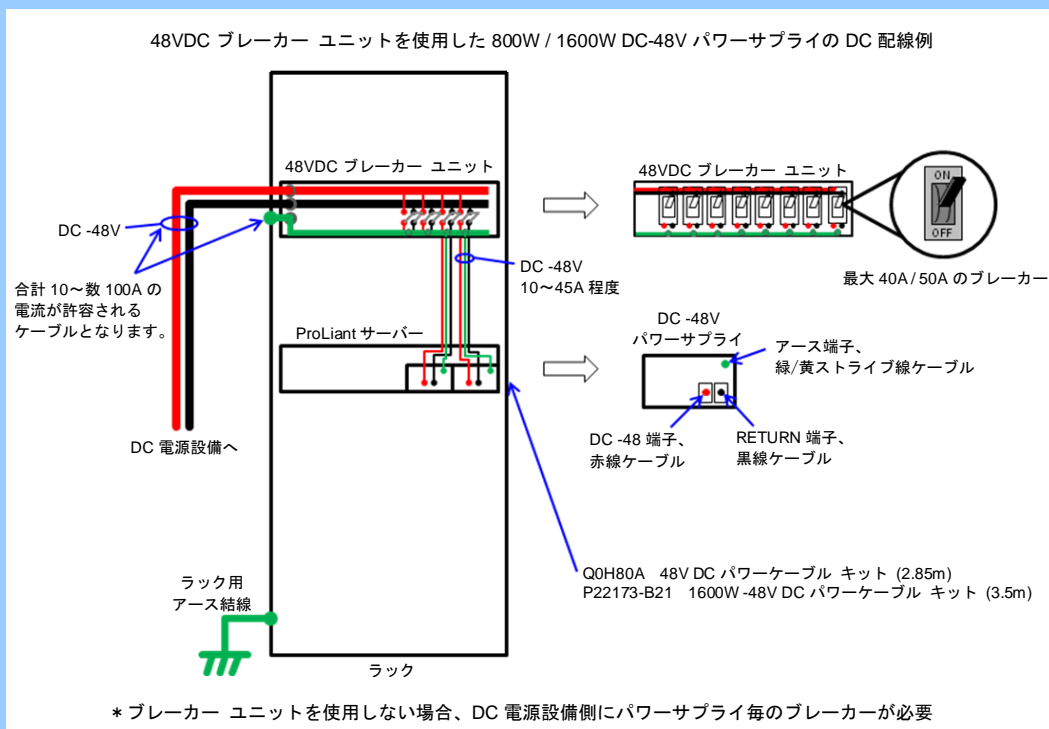 48VDC ブレーカー ユニットを使用した 800W / 1600W DC-48V パワーサプライの DC 配線例
48VDC ブレーカー ユニット
48VDC ブレーカー ユニット
ON
OFF
DC -48V
DC -48V
10～45A 程度
最大 40A / 50A のブレーカー
合計 10～数 100A の
電流が許容される
ケーブルとなります。
ProLiant サーバー
DC -48V
パワーサプライ
アース端子、
緑/黄ストライブ線ケーブル
DC 電源設備へ
DC -48 端子、
赤線ケーブル
RETURN 端子、
黒線ケーブル
Q0H80A 48V DC パワーケーブル キット (2.85m)
P22173-B21 1600W -48V DC パワーケーブル キット (3.5m)
ラック用
アース結線
ラック
* ブレーカー ユニットを使用しない場合、DC 電源設備側にパワーサプライ毎のブレーカーが必要